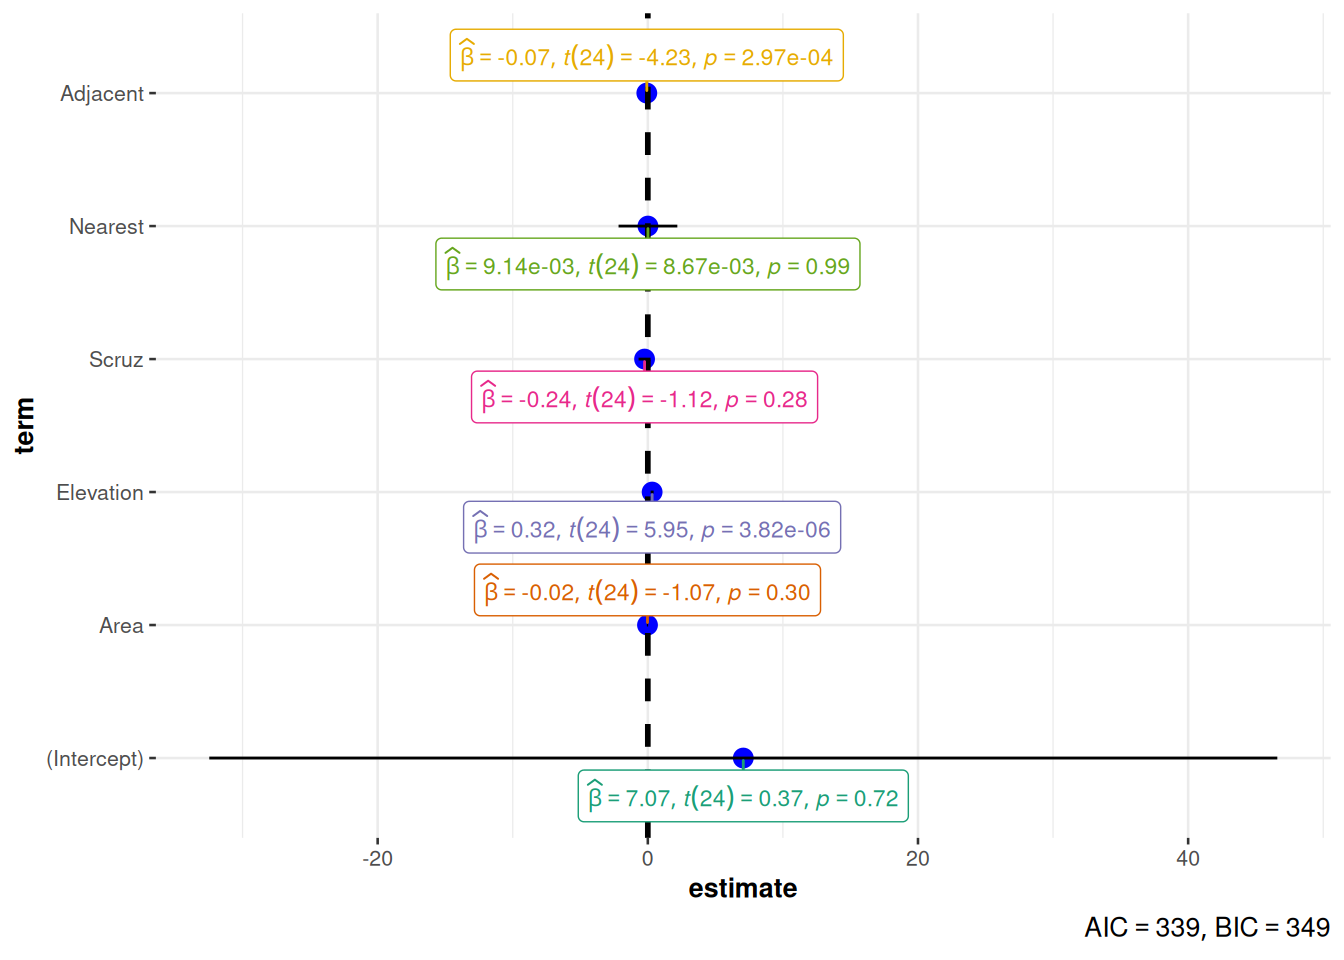 β̂ = -0.07, t(24) = -4.23, p = 2.97e-04
Adjacent
Nearest
β̂ = 9.14e-03, t(24) = 8.67e-03, p = 0.99
Scruz
β̂ = -0.24, t(24) = -1.12, p = 0.28
term
Elevation
β̂ = 0.32, t(24) = 5.95, p = 3.82e-06
β̂ = -0.02, t(24) = -1.07, p = 0.30
Area
(Intercept)
β̂ = 7.07, t(24) = 0.37, p = 0.72
-20 0 20 40
estimate
AIC = 339, BIC = 349